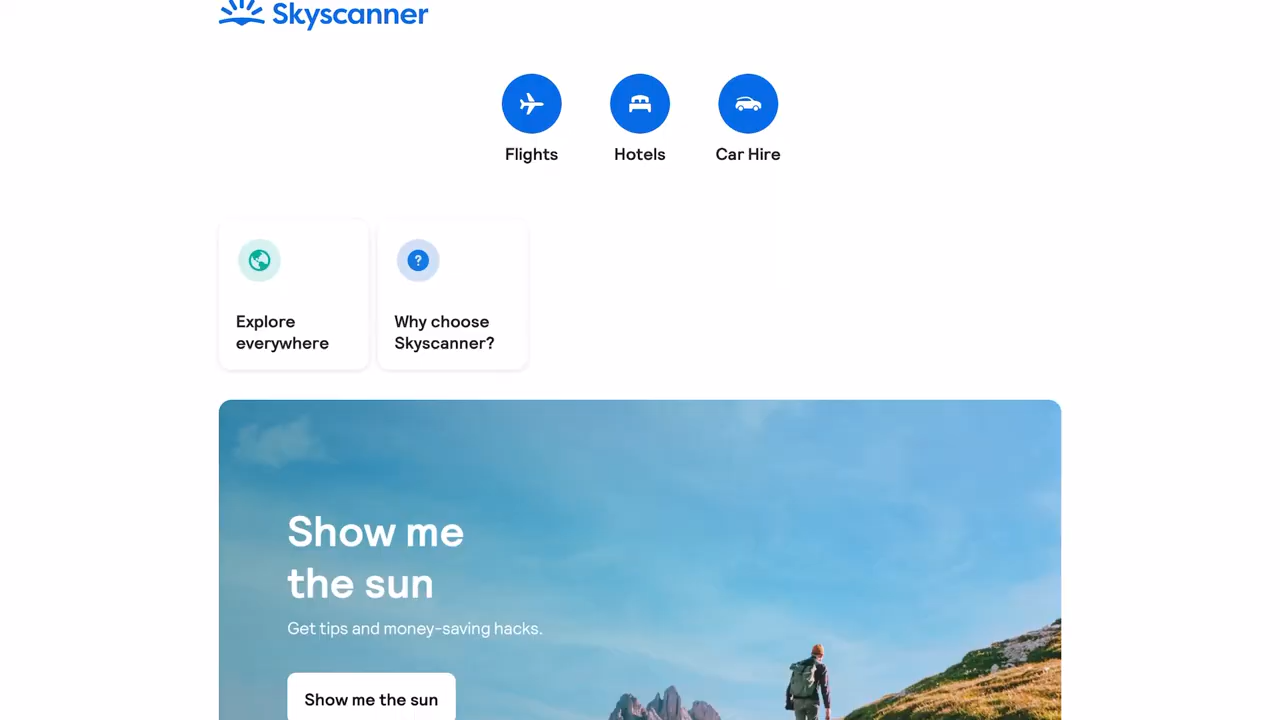 Skyscanner
Flights
Hotels
Car Hire
?
Explore
everywhere
Why choose
Skyscanner?
Show me
the sun
Get tips and money-saving hacks.
Show me the sun